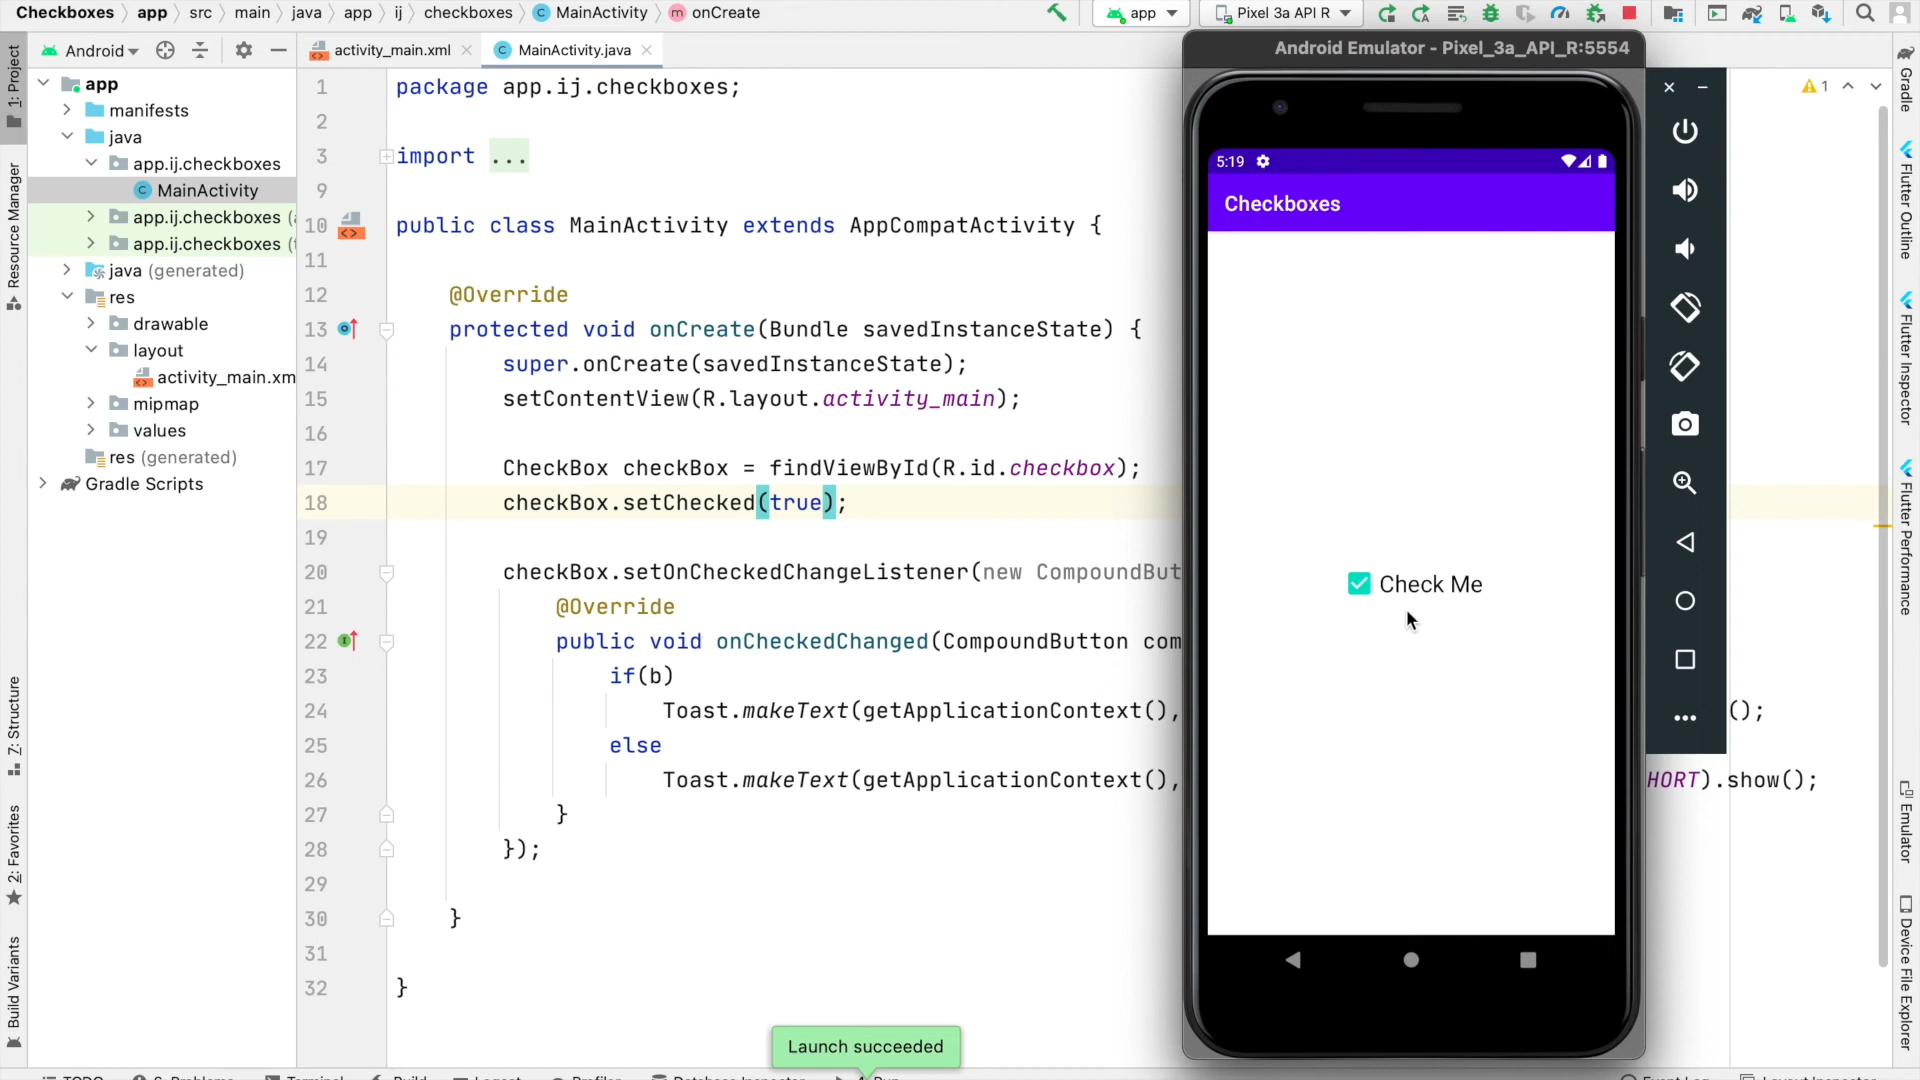 Checkboxes app src main java app ij checkboxes MainActivity onCreate
app Pixel 3a API R
1: Project
Resource Manager
7: Structure
2: Favorites
Build Variants
Android
app
manifests
java
app.ij.checkboxes
MainActivity
app.ij.checkboxes (
app.ij.checkboxes (
java (generated)
res
drawable
layout
activity_main.xm
mipmap
values
res (generated)
Gradle Scripts
activity_main.xml MainActivity.java
1 package app.ij.checkboxes;
2
3 import ...
9
10 public class MainActivity extends AppCompatActivity {
11
12 @Override
13 protected void onCreate(Bundle savedInstanceState) {
14 super.onCreate(savedInstanceState);
15 setContentView(R.layout.activity_main);
16
17 CheckBox checkBox = findViewById(R.id.checkbox);
18 checkBox.setChecked(true);
19
20 checkBox.setOnCheckedChangeListener(new CompoundBut
21 @Override
22 public void onCheckedChanged(CompoundButton com
23 if(b)
24 Toast.makeText(getApplicationContext(), ();
25 else
26 Toast.makeText(getApplicationContext(), HORT).show();
27 }
28 });
29
30 }
31
32 }
1
Android Emulator - Pixel_3a_API_R:5554
5:19
Checkboxes
Check Me
Launch succeeded
Gradle
Flutter Outline
Flutter Inspector
Flutter Performance
Emulator
Device File Explorer